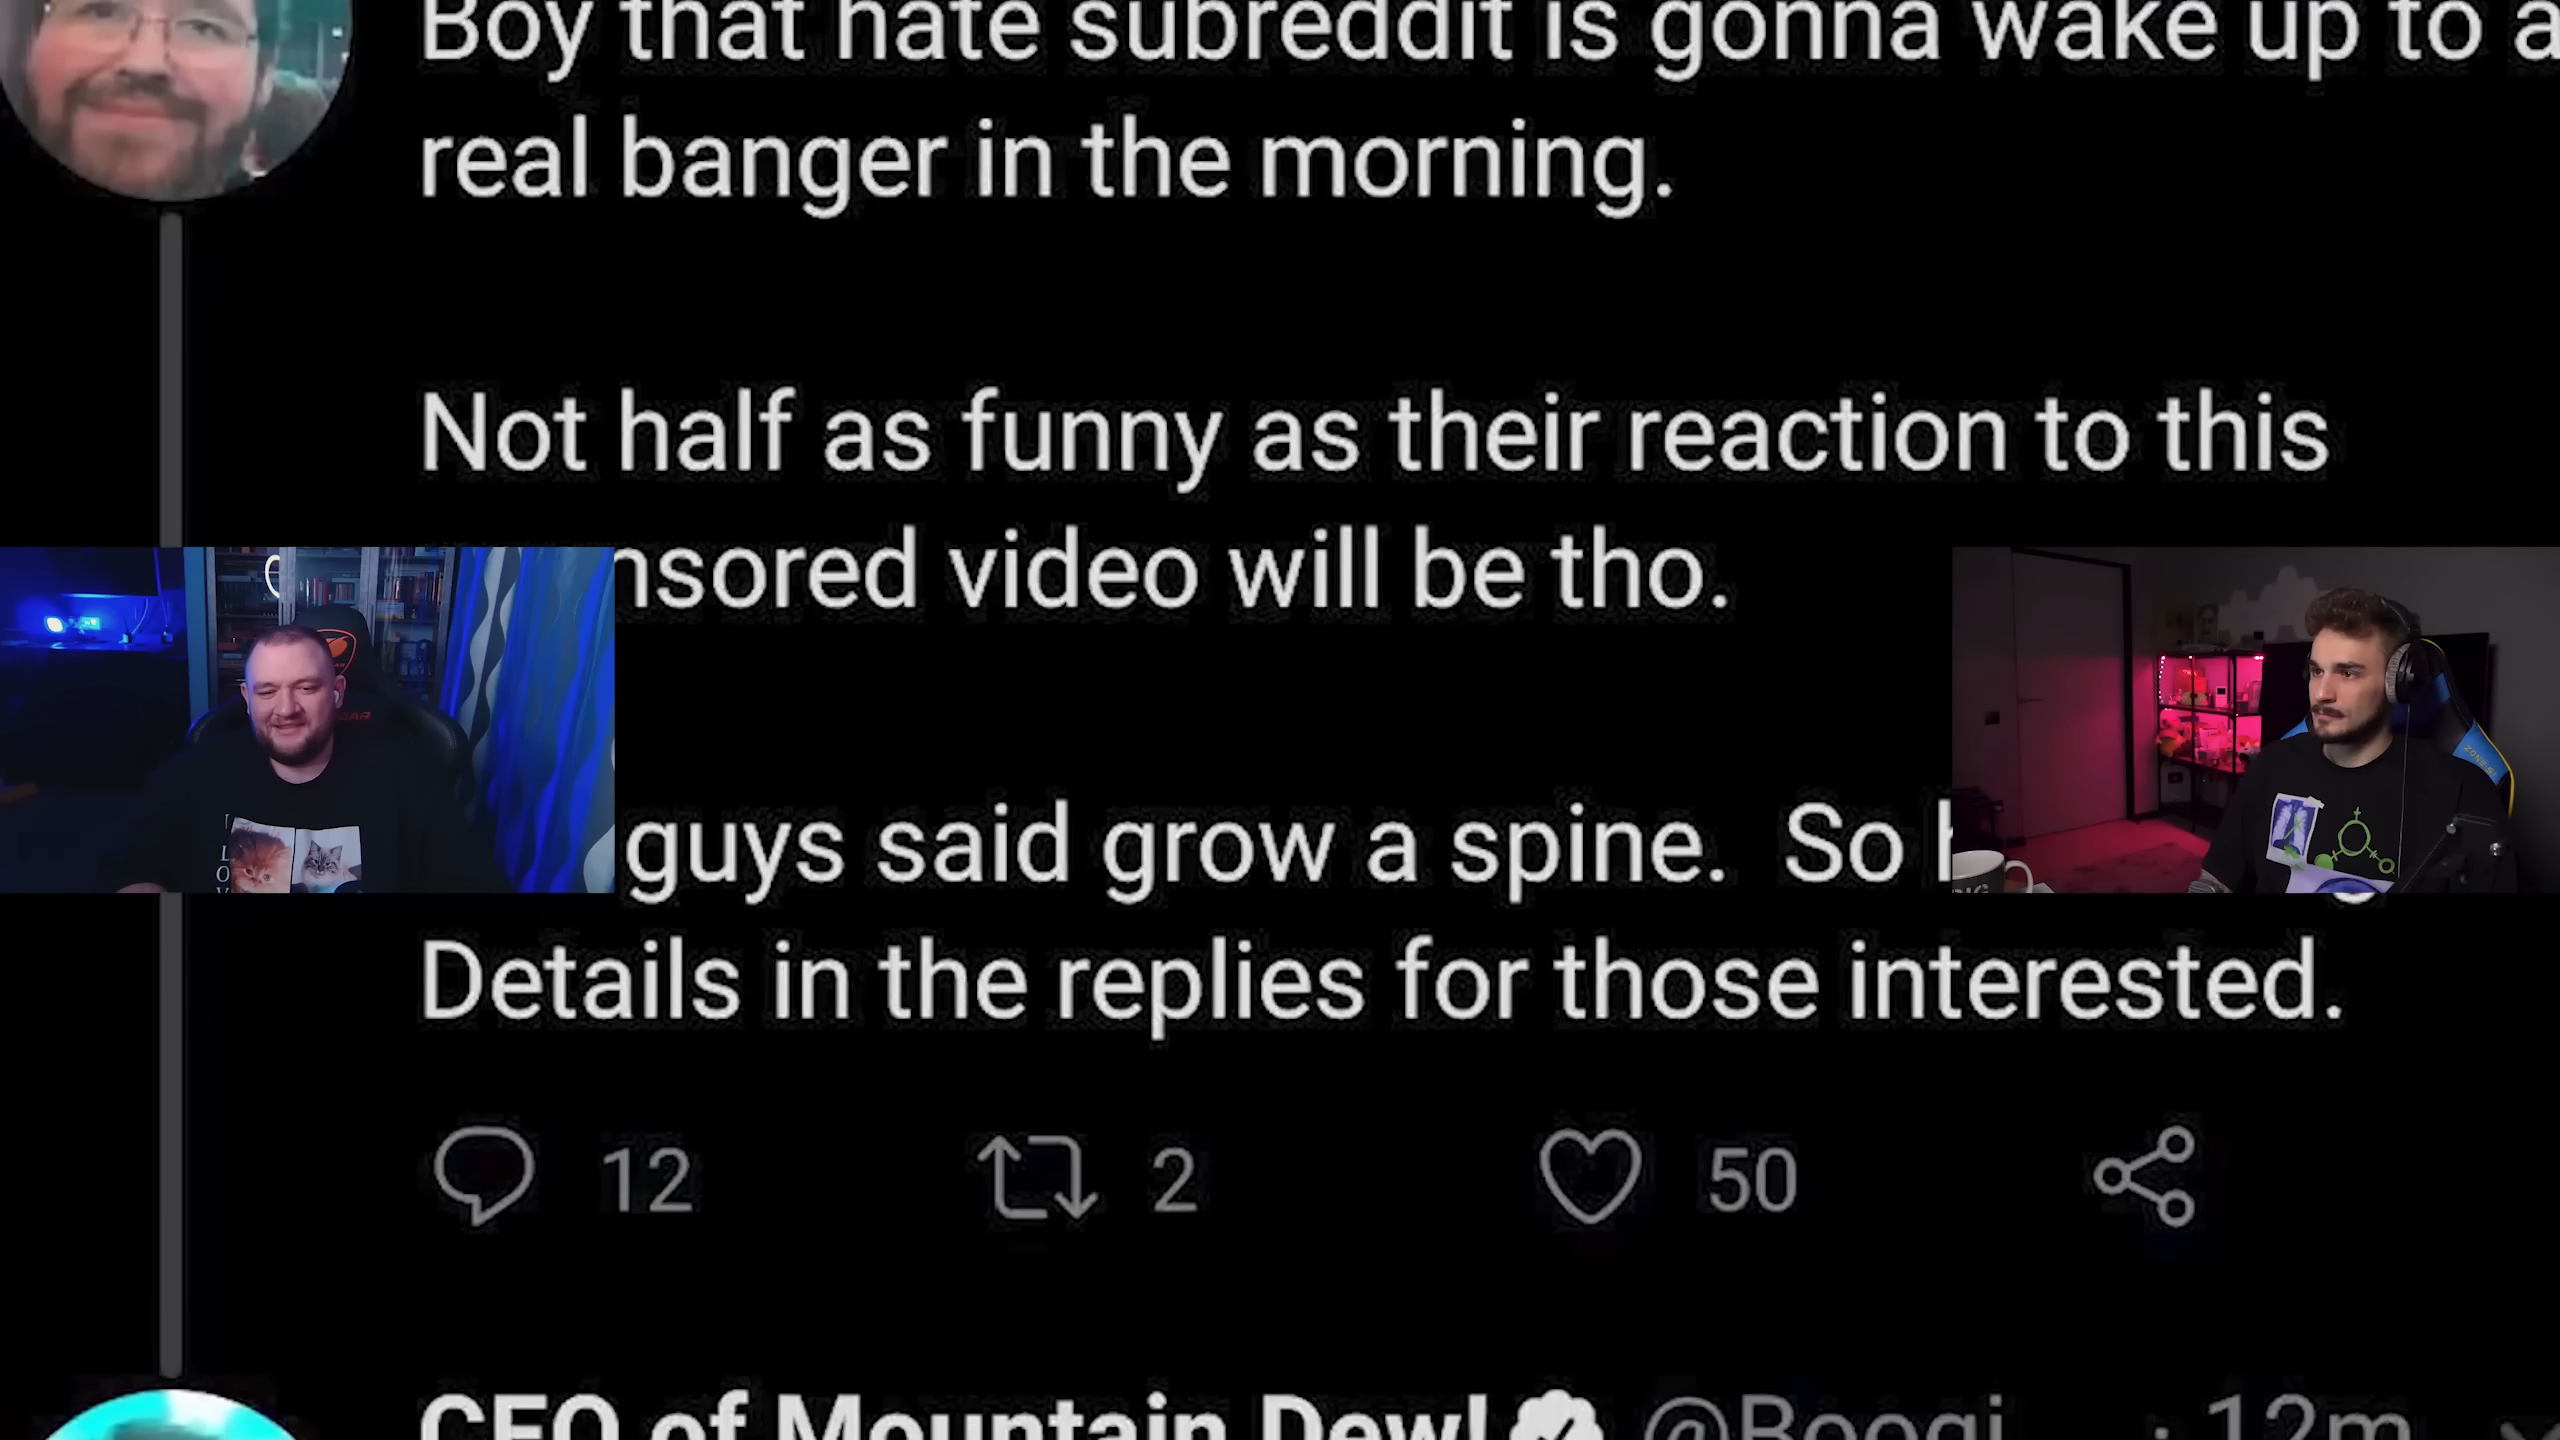 Boy that hate subreddit is gonna wake up to a
real banger in the morning.
Not half as funny as their reaction to this
nsored video will be tho.
guys said grow a spine. So
Details in the replies for those interested.
12 2 50
CEO of Mountain Dew! @Boogi · 12m